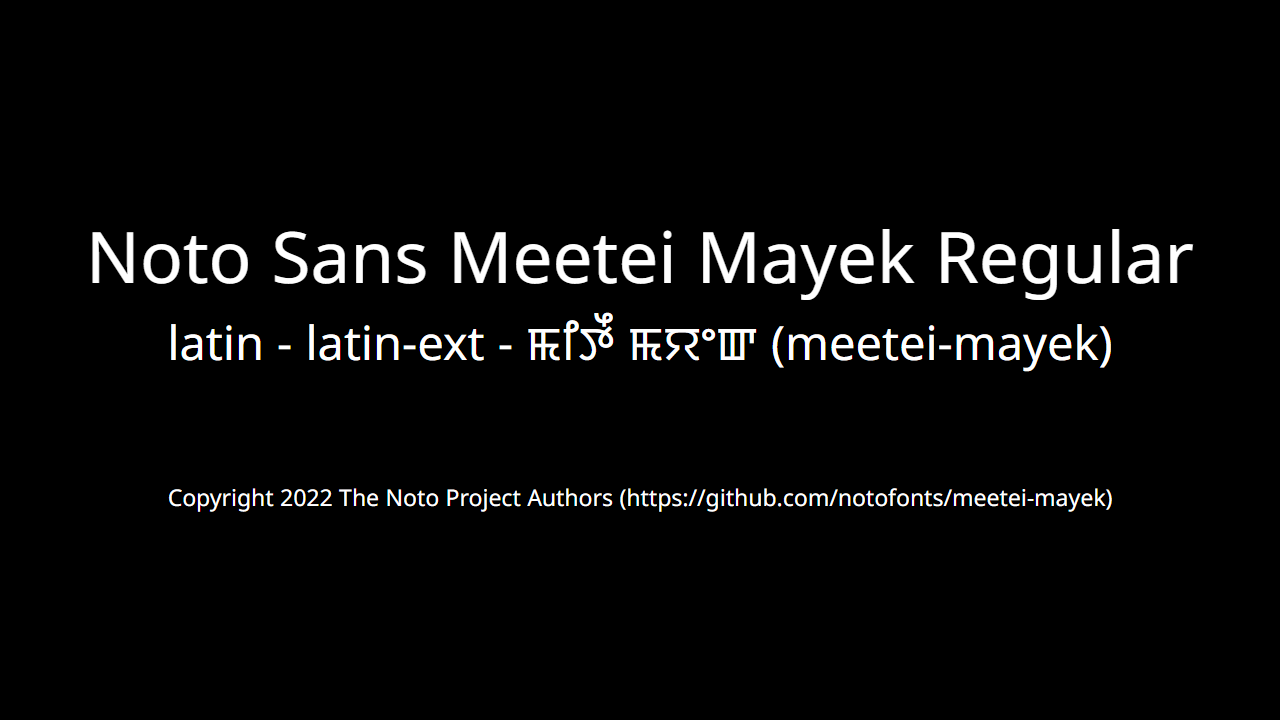 Noto Sans Meetei Mayek Regular
latin - latin-ext - ꯃꯤꯇꯩ ꯃꯌꯦꯛ (meetei-mayek)
Copyright 2022 The Noto Project Authors (https://github.com/notofonts/meetei-mayek)